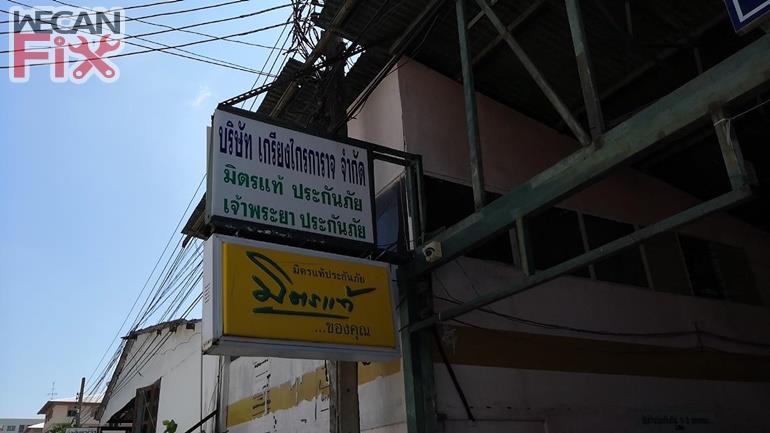 WECAN
FIX
บริษัท เกรียงไกรการาจ จำกัด
มิตรแท้ ประกันภัย
เจ้าพระยา ประกันภัย
มิตรแท้ประกันภัย
มิตรแท้
...ของคุณ